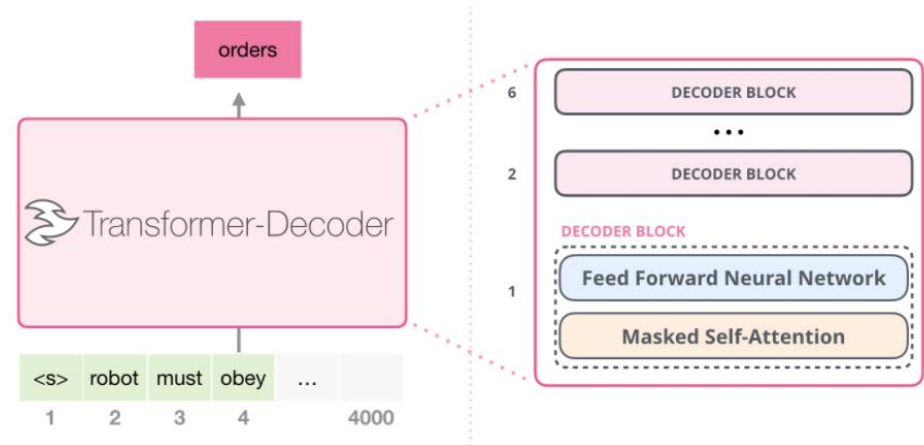 orders
Transformer-Decoder
<s> robot must obey ...
1 2 3 4 4000
6 DECODER BLOCK
...
2 DECODER BLOCK
DECODER BLOCK
1
Feed Forward Neural Network
Masked Self-Attention